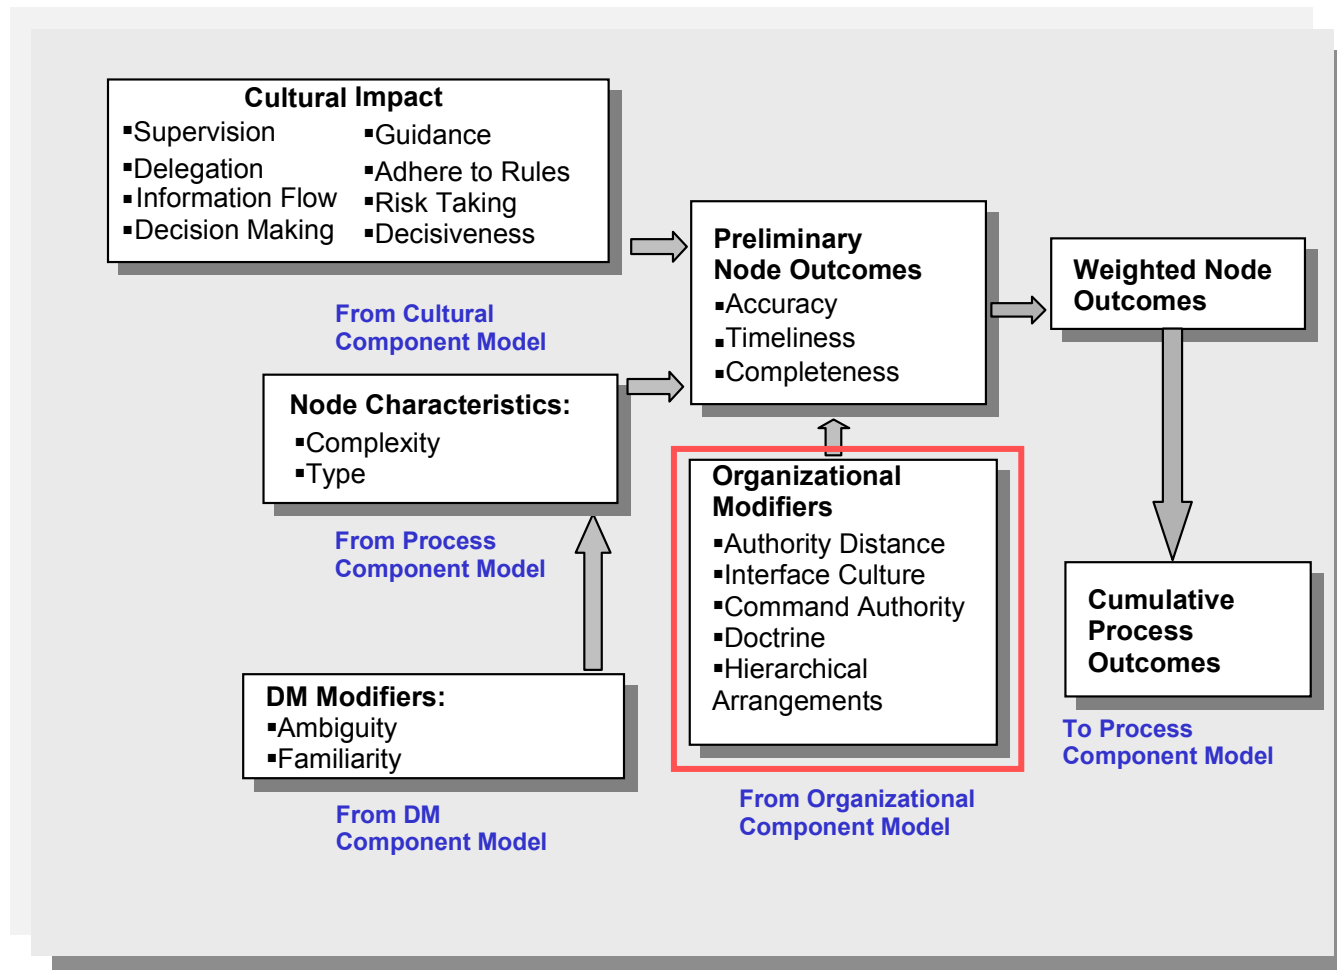 Cultural Impact
▪Supervision
▪Delegation
▪Information Flow
▪Decision Making
▪Guidance
▪Adhere to Rules
▪Risk Taking
▪Decisiveness
From Cultural
Component Model
Node Characteristics:
▪Complexity
▪Type
From Process
Component Model
DM Modifiers:
▪Ambiguity
▪Familiarity
From DM
Component Model
Preliminary
Node Outcomes
▪Accuracy
▪Timeliness
▪Completeness
Organizational
Modifiers
▪Authority Distance
▪Interface Culture
▪Command Authority
▪Doctrine
▪Hierarchical
Arrangements
From Organizational
Component Model
Weighted Node
Outcomes
Cumulative
Process
Outcomes
To Process
Component Model